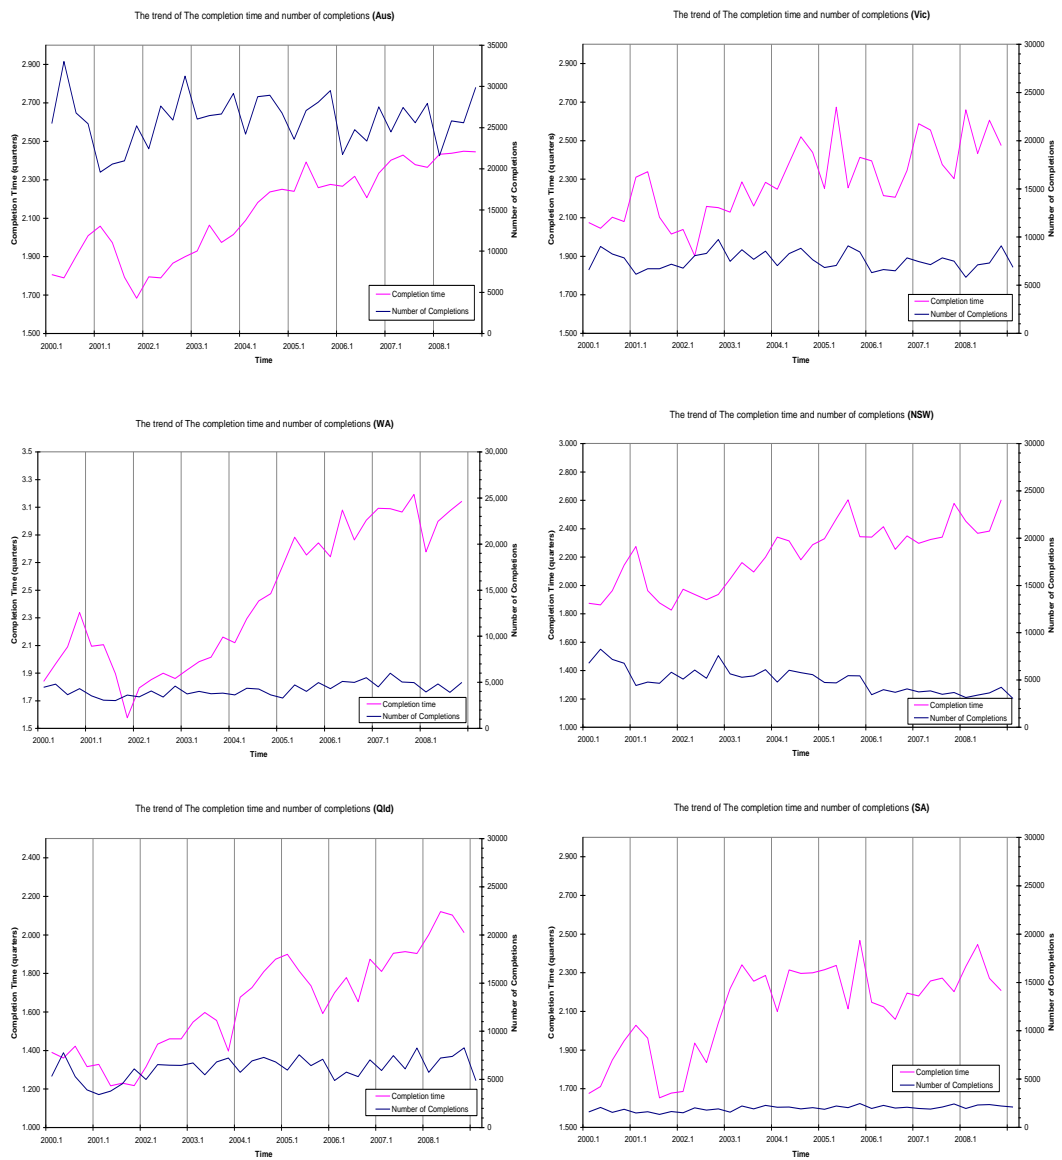 The trend of The completion time and number of completions (Aus)
Completion Time (quarters)
2.900
2.700
2.500
2.300
2.100
1.900
1.700
1.500
35000
30000
25000
20000
15000
10000
5000
0
Number of Completions
Completion time
Number of Completions
2000.1 2001.1 2002.1 2003.1 2004.1 2005.1 2006.1 2007.1 2008.1
Time
The trend of The completion time and number of completions (Vic)
Completion Time (quarters)
2.900
2.700
2.500
2.300
2.100
1.900
1.700
1.500
30000
25000
20000
15000
10000
5000
0
Number of Completions
Completion time
Number of Completions
2000.1 2001.1 2002.1 2003.1 2004.1 2005.1 2006.1 2007.1 2008.1
Time
The trend of The completion time and number of completions (WA)
Completion Time (quarters)
3.5
3.3
3.1
2.9
2.7
2.5
2.3
2.1
1.9
1.7
1.5
30,000
25,000
20,000
15,000
10,000
5,000
0
Number of Completions
Completion time
Number of Completions
2000.1 2001.1 2002.1 2003.1 2004.1 2005.1 2006.1 2007.1 2008.1
Time
The trend of The completion time and number of completions (NSW)
Completion Time (quarters)
3.000
2.800
2.600
2.400
2.200
2.000
1.800
1.600
1.400
1.200
1.000
30000
25000
20000
15000
10000
5000
0
Number of Completions
Completion time
Number of Completions
2000.1 2001.1 2002.1 2003.1 2004.1 2005.1 2006.1 2007.1 2008.1
Time
The trend of The completion time and number of completions (Qld)
Completion Time (quarters)
2.400
2.200
2.000
1.800
1.600
1.400
1.200
1.000
30000
25000
20000
15000
10000
5000
0
Number of Completions
Completion time
Number of Completions
2000.1 2001.1 2002.1 2003.1 2004.1 2005.1 2006.1 2007.1 2008.1
Time
The trend of The completion time and number of completions (SA)
Completion Time (quarters)
2.900
2.700
2.500
2.300
2.100
1.900
1.700
1.500
30000
25000
20000
15000
10000
5000
0
Number of Completions
Completion time
Number of Completions
2000.1 2001.1 2002.1 2003.1 2004.1 2005.1 2006.1 2007.1 2008.1
Time